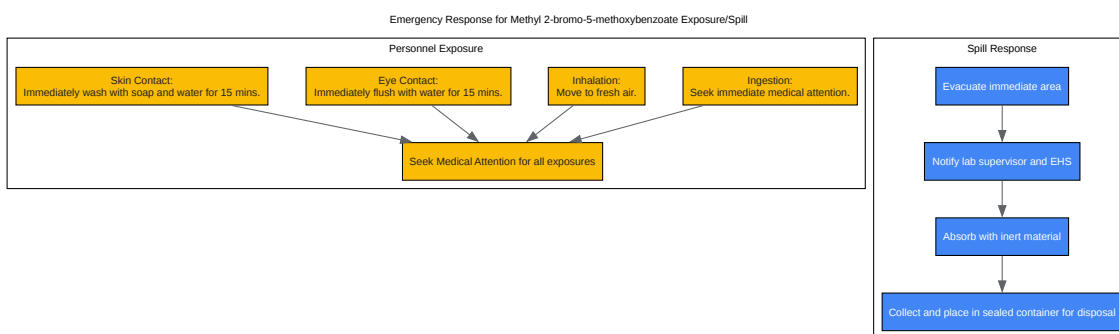 Emergency Response for Methyl 2-bromo-5-methoxybenzoate Exposure/Spill
Personnel Exposure
Skin Contact:
Immediately wash with soap and water for 15 mins.
Eye Contact:
Immediately flush with water for 15 mins.
Inhalation:
Move to fresh air.
Ingestion:
Seek immediate medical attention.
Seek Medical Attention for all exposures
Spill Response
Evacuate immediate area
Notify lab supervisor and EHS
Absorb with inert material
Collect and place in sealed container for disposal